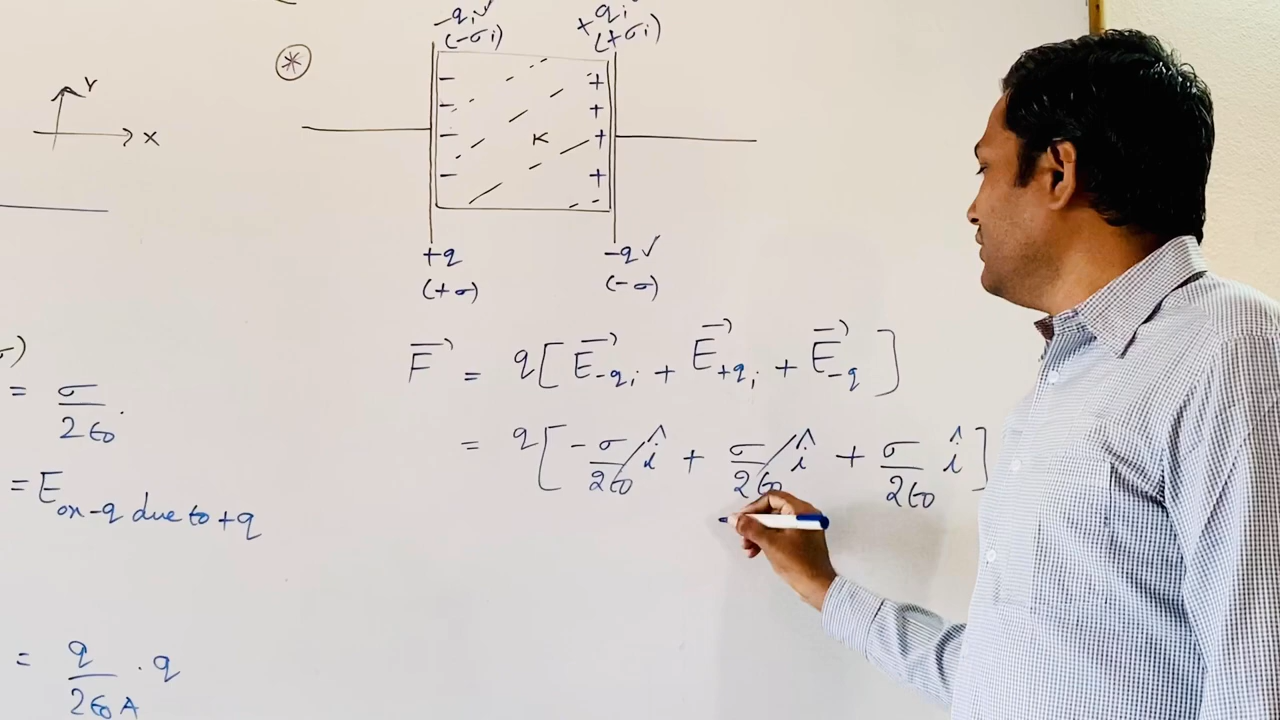 -qᵢ✓ +qᵢ
(-σᵢ) (+σᵢ)
*
Y
X
- - - -
+ + + +
K
+q -q✓
(+σ) (-σ)
σ)
= σ/2ε₀.
= E on -q due to +q
= q/2ε₀A . q
F⃗ = q[E⃗₋qᵢ + E⃗₊qᵢ + E⃗₋q]
= q[-σ/2ε₀ î + σ/2ε₀ î + σ/2ε₀ î]